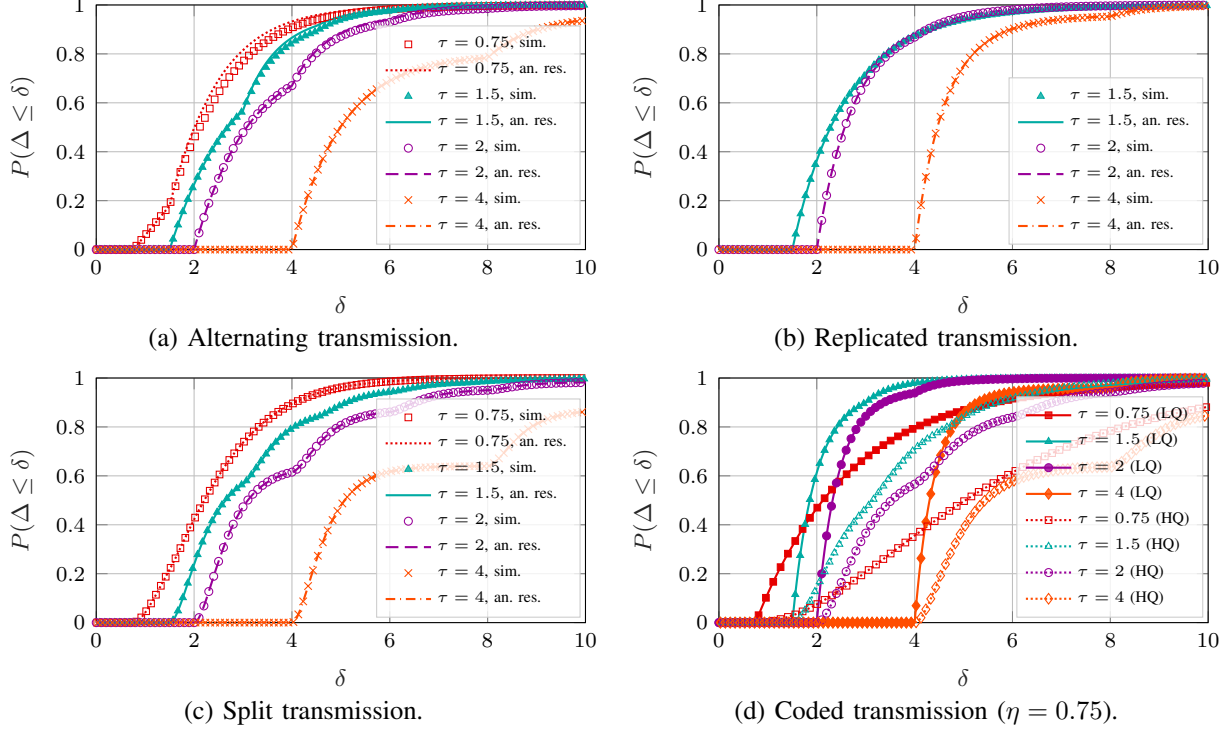 1
0.8
0.6
0.4
0.2
0
P(Δ ≤ δ)
0 2 4 6 8 10
δ
τ = 0.75, sim.
τ = 0.75, an. res.
τ = 1.5, sim.
τ = 1.5, an. res.
τ = 2, sim.
τ = 2, an. res.
τ = 4, sim.
τ = 4, an. res.
(a) Alternating transmission.
1
0.8
0.6
0.4
0.2
0
P(Δ ≤ δ)
0 2 4 6 8 10
δ
τ = 1.5, sim.
τ = 1.5, an. res.
τ = 2, sim.
τ = 2, an. res.
τ = 4, sim.
τ = 4, an. res.
(b) Replicated transmission.
1
0.8
0.6
0.4
0.2
0
P(Δ ≤ δ)
0 2 4 6 8 10
δ
τ = 0.75, sim.
τ = 0.75, an. res.
τ = 1.5, sim.
τ = 1.5, an. res.
τ = 2, sim.
τ = 2, an. res.
τ = 4, sim.
τ = 4, an. res.
(c) Split transmission.
1
0.8
0.6
0.4
0.2
0
P(Δ ≤ δ)
0 2 4 6 8 10
δ
τ = 0.75 (LQ)
τ = 1.5 (LQ)
τ = 2 (LQ)
τ = 4 (LQ)
τ = 0.75 (HQ)
τ = 1.5 (HQ)
τ = 2 (HQ)
τ = 4 (HQ)
(d) Coded transmission (η = 0.75).